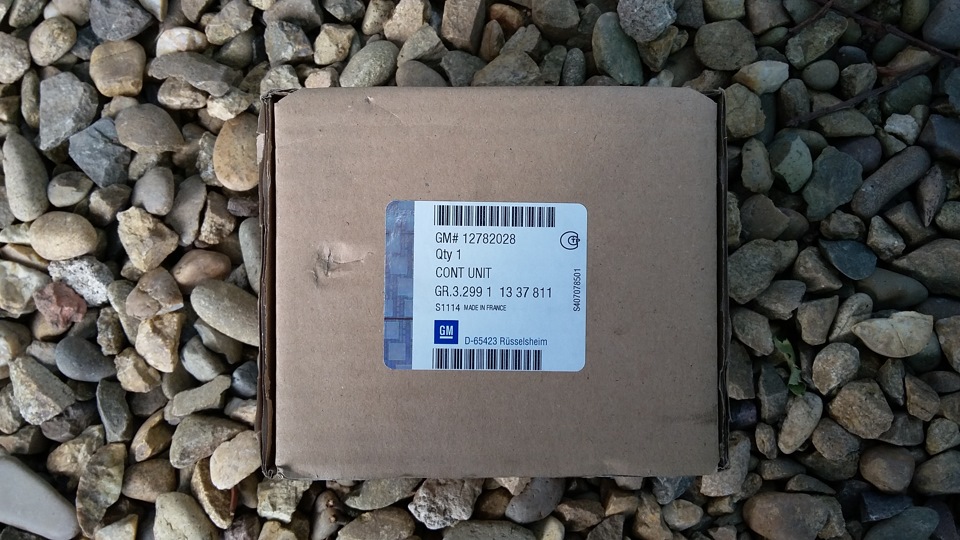 GM# 12782028
Qty 1
CONT UNIT
GR.3.299 1 13 37 811
S1114 MADE IN FRANCE
GM
D-65423 Rüsselsheim
S407078501